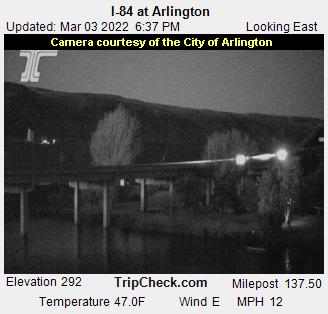 I-84 at Arlington
Updated: Mar 03 2022 6:37 PM Looking East
Camera courtesy of the City of Arlington
Elevation 292 TripCheck.com Milepost 137.50
Temperature 47.0F Wind E MPH 12